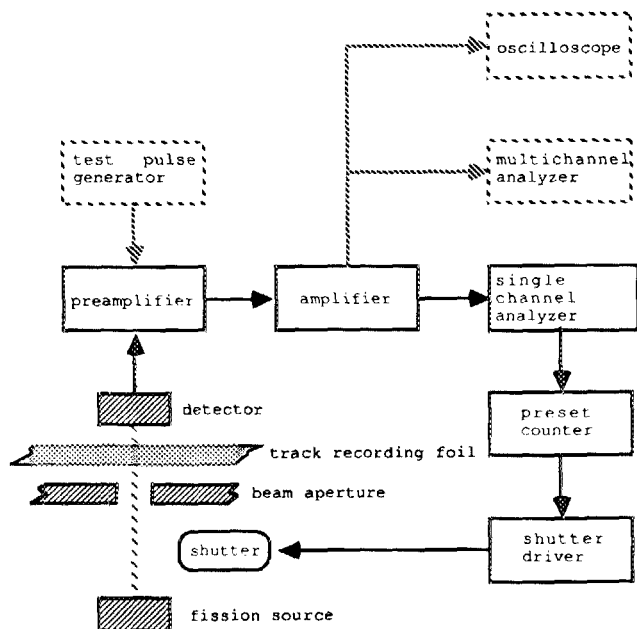 oscilloscope
test pulse
generator
multichannel
analyzer
preamplifier
amplifier
single
channel
analyzer
detector
preset
counter
track recording foil
beam aperture
shutter
shutter
driver
fission source